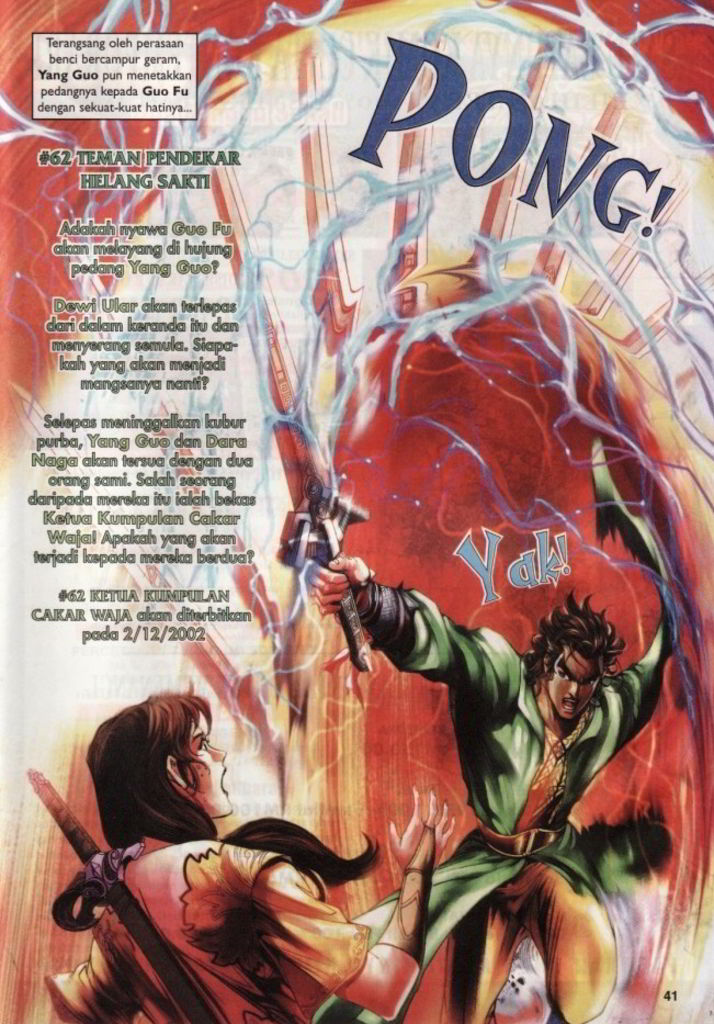 Terangsang oleh perasaan
benci bercampur geram,
Yang Guo pun menetakkan
pedangnya kepada Guo Fu
dengan sekuat-kuat hatinya...
PONG!
#62 TEMAN PENDEKAR
HELANG SAKTI
Adakah nyawa Guo Fu
akan melayang di hujung
pedang Yang Guo?
Dewi Ular akan terlepas
dari dalam keranda itu dan
menyerang semula. Siapa-
kah yang akan menjadi
mangsanya nanti?
Selepas meninggalkan kubur
purba, Yang Guo dan Dara
Naga akan tersua dengan dua
orang sami. Salah seorang
daripada mereka itu ialah bekas
Ketua Kumpulan Cakar
Waja! Apakah yang akan
terjadi kepada mereka berdua?
#62 KETUA KUMPULAN
CAKAR WAJA akan diterbitkan
pada 2/12/2002
Yak!
41